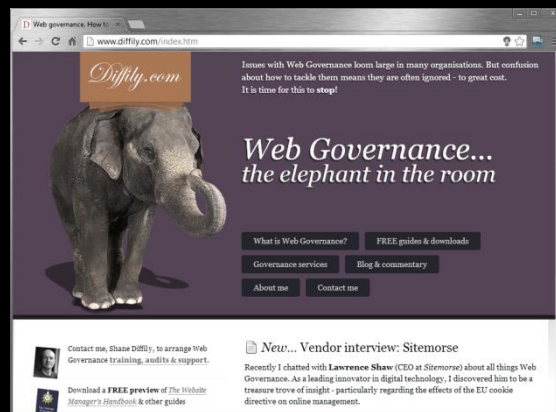 Web governance. How to
www.diffily.com/index.htm
Diffily.com
Issues with Web Governance loom large in many organisations. But confusion
about how to tackle them means they are often ignored - to great cost.
It is time for this to stop!
Web Governance...
the elephant in the room
What is Web Governance?
FREE guides & downloads
Governance services
Blog & commentary
About me
Contact me
Contact me, Shane Diffily, to arrange Web
Governance training, audits & support.
Download a FREE preview of The Website
Manager's Handbook & other guides
New... Vendor interview: Sitemorse
Recently I chatted with Lawrence Shaw (CEO at Sitemorse) about all things Web
Governance. As a leading innovator in digital technology, I discovered him to be a
treasure trove of insight - particularly regarding the effects of the EU cookie
directive on online management.